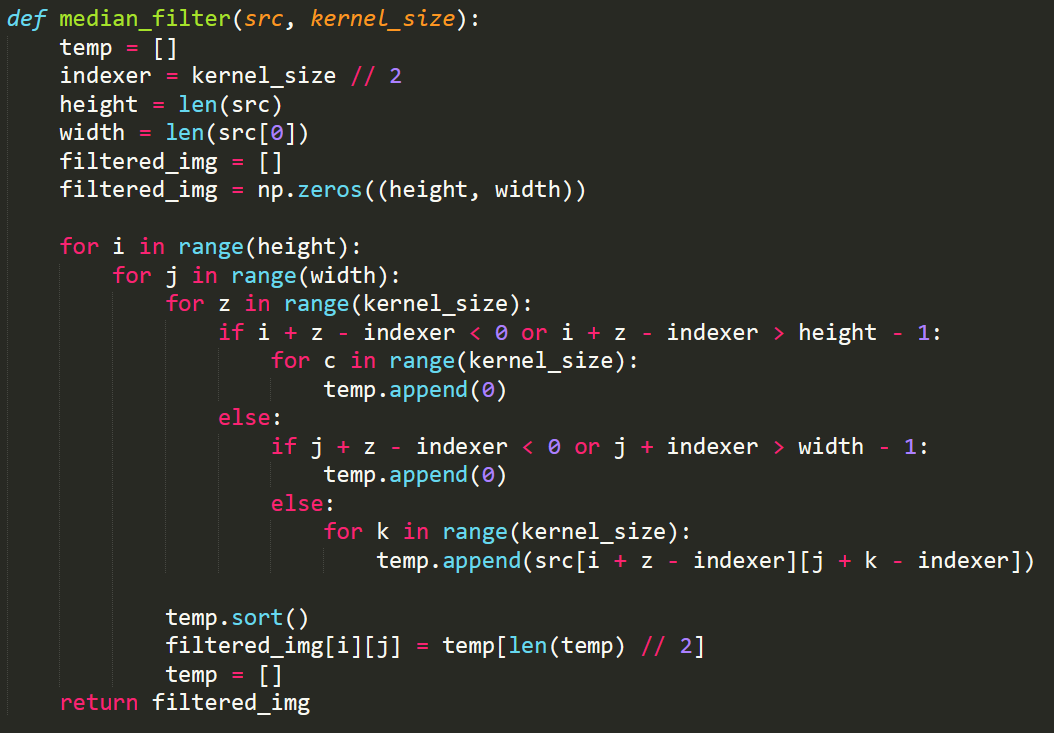 def median_filter(src, kernel_size):
    temp = []
    indexer = kernel_size // 2
    height = len(src)
    width = len(src[0])
    filtered_img = []
    filtered_img = np.zeros((height, width))

    for i in range(height):
        for j in range(width):
            for z in range(kernel_size):
                if i + z - indexer < 0 or i + z - indexer > height - 1:
                    for c in range(kernel_size):
                        temp.append(0)
                else:
                    if j + z - indexer < 0 or j + indexer > width - 1:
                        temp.append(0)
                    else:
                        for k in range(kernel_size):
                            temp.append(src[i + z - indexer][j + k - indexer])

            temp.sort()
            filtered_img[i][j] = temp[len(temp) // 2]
            temp = []
    return filtered_img